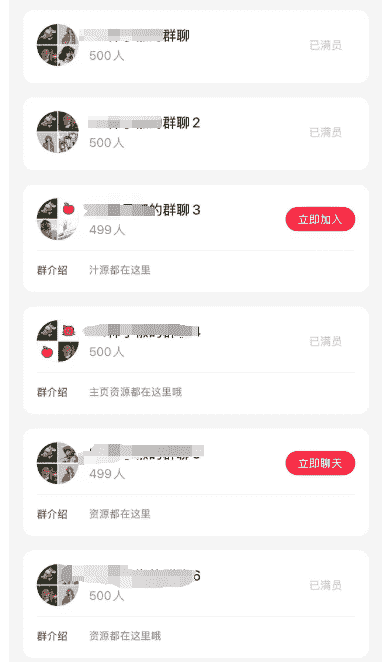 的群聊
500人
已满员
的群聊2
500人
已满员
的群聊3
499人
立即加入
群介绍 汁源都在这里
500人
已满员
群介绍 主页资源都在这里哦
499人
立即聊天
群介绍 资源都在这里
6
500人
已满员
群介绍 资源都在这里哦